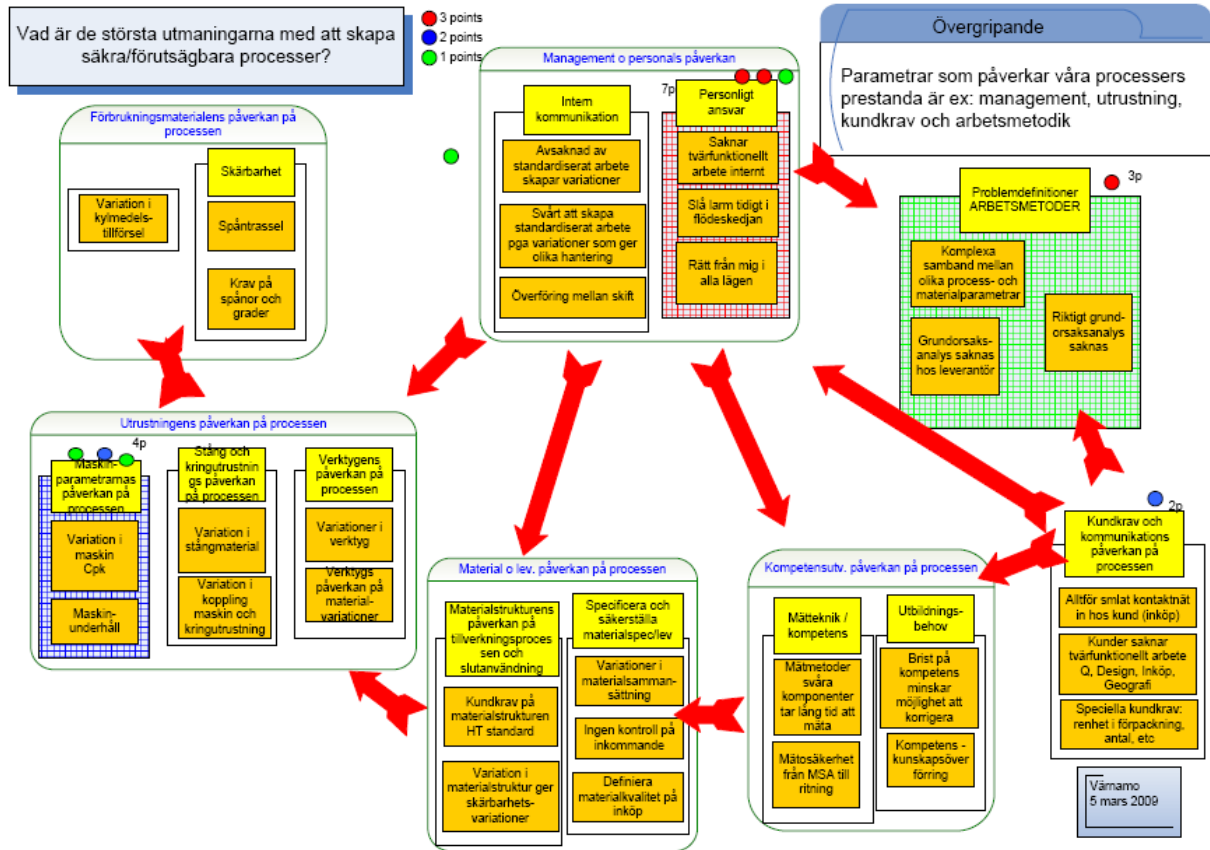 Vad är de största utmaningarna med att skapa
säkra/förutsägbara processer?
3 points
2 points
1 points
Övergripande
Parametrar som påverkar våra processers
prestanda är ex: management, utrustning,
kundkrav och arbetsmetodik
Förbrukningsmaterialens påverkan på
processen
Variation i
kylmedels-
tillförsel
Skärbarhet
Spåntrassel
Krav på
spånor och
grader
Management o personals påverkan
Intern
kommunikation
Avsaknad av
standardiserat arbete
skapar variationer
Svårt att skapa
standardiserat arbete
pga variationer som ger
olika hantering
Överföring mellan skift
7p
Personligt
ansvar
Saknar
tvärfunktionellt
arbete internt
Slå larm tidigt i
flödeskedjan
Rätt från mig i
alla lägen
3p
Problemdefinitioner
ARBETSMETODER
Komplexa
samband mellan
olika process- och
materialparametrar
Grundorsaks-
analys saknas
hos leverantör
Riktigt grund-
orsaksanalys
saknas
Utrustningens påverkan på processen
4p
Maskin-
parametrarnas
påverkan på
processen
Variation i
maskin
Cpk
Maskin-
underhåll
Stång och
kringutrustnin
gs påverkan
på processen
Variation i
stångmaterial
Variation i
koppling
maskin och
kringutrustning
Verktygens
påverkan på
processen
Variationer i
verktyg
Verktygs
påverkan på
material-
variationer
Material o lev. påverkan på processen
Materialstrukturens
påverkan på
tillverkningsproces
sen och
slutanvändning
Kundkrav på
materialstrukturen
HT standard
Variation i
materialstruktur ger
skärbarhets-
variationer
Specificera och
säkerställa
materialspec/lev
Variationer i
materialsamman-
sättning
Ingen kontroll på
inkommande
Definiera
materialkvalitet på
inköp
Kompetensutv. påverkan på processen
Mätteknik /
kompetens
Mätmetoder
svåra
komponenter
tar lång tid att
mäta
Mätosäkerhet
från MSA till
ritning
Utbildnings-
behov
Brist på
kompetens
minskar
möjlighet att
korrigera
Kompetens -
kunskapsöver
förring
2p
Kundkrav och
kommunikations
påverkan på
processen
Alltför smlat kontaktnät
in hos kund (inköp)
Kunder saknar
tvärfunktionellt arbete
Q, Design, Inköp,
Geografi
Speciella kundkrav:
renhet i förpackning,
antal, etc
Värnamo
5 mars 2009